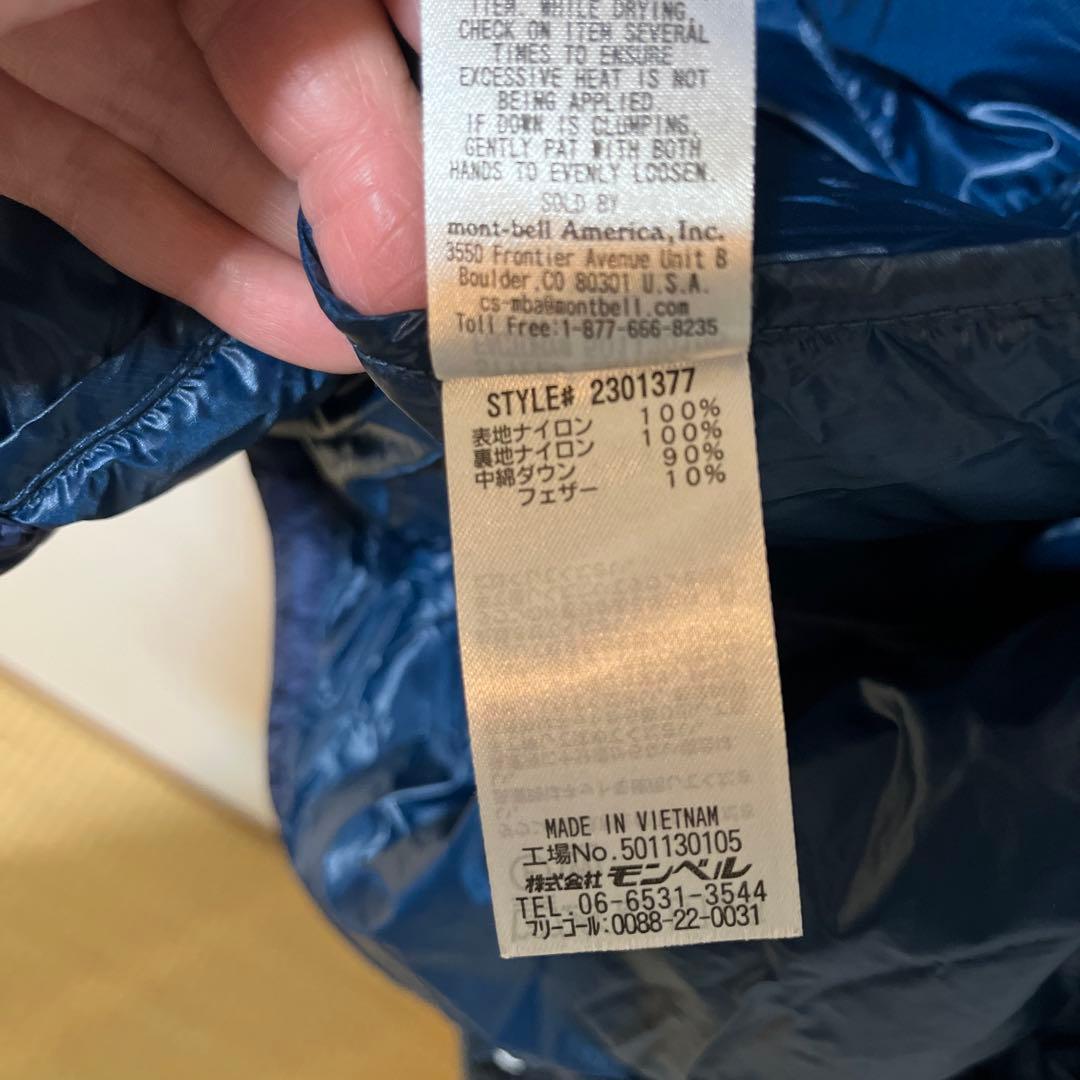 ITEM. WHILE DRYING,
CHECK ON ITEM SEVERAL
TIMES TO ENSURE
EXCESSIVE HEAT IS NOT
BEING APPLIED.
IF DOWN IS CLUMPING,
GENTLY PAT WITH BOTH
HANDS TO EVENLY LOOSEN.
SOLD BY
mont-bell America, Inc.
3550 Frontier Avenue Unit B
Boulder, CO 80301 U.S.A.
cs-mba@montbell.com
Toll Free:1-877-666-8235
STYLE# 2301377
表地ナイロン 100%
裏地ナイロン 100%
中綿ダウン 90%
フェザー 10%
MADE IN VIETNAM
工場No.501130105
株式会社モンベル
TEL.06-6531-3544
フリーコール:0088-22-0031